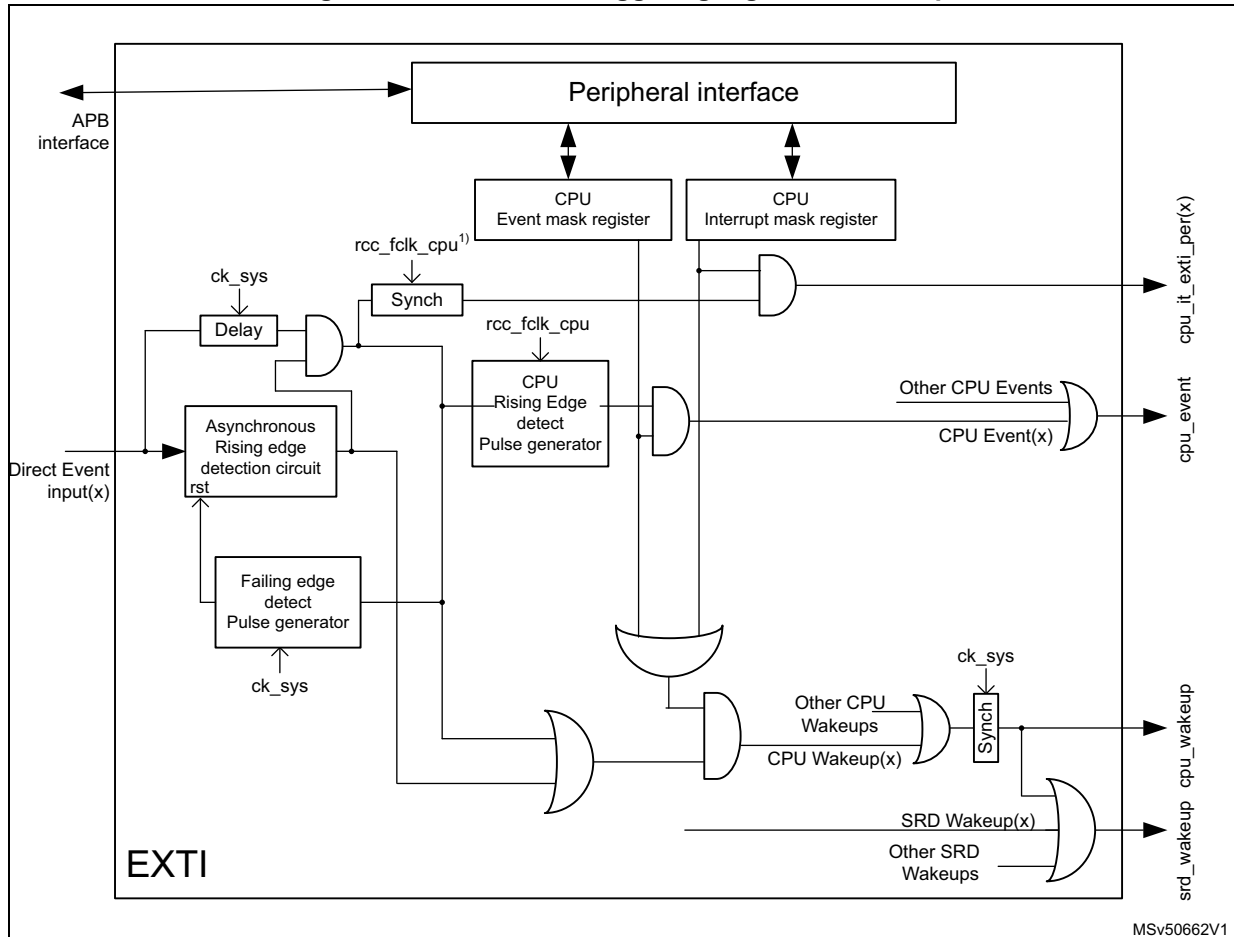 Peripheral interface
APB
interface
CPU
Event mask register
CPU
Interrupt mask register
cpu_it_exti_per(x)
rcc_fclk_cpu1)
ck_sys
Synch
Delay
rcc_fclk_cpu
CPU
Rising Edge
detect
Pulse generator
Other CPU Events
CPU Event(x)
cpu_event
Asynchronous
Rising edge
detection circuit
rst
Direct Event
input(x)
Failing edge
detect
Pulse generator
ck_sys
ck_sys
Other CPU
Wakeups
Synch
CPU Wakeup(x)
cpu_wakeup
SRD Wakeup(x)
Other SRD
Wakeups
srd_wakeup
EXTI
MSv50662V1